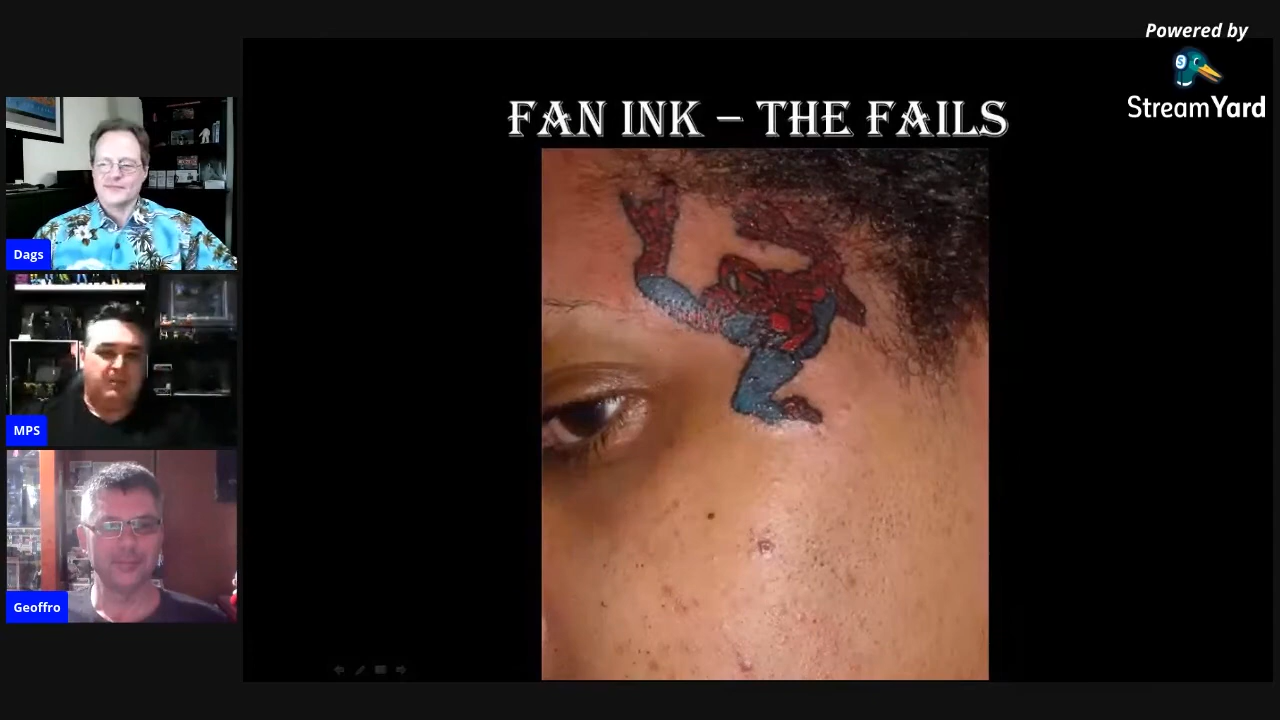 Powered by
StreamYard
FAN INK – THE FAILS
Dags
MPS
Geoffro